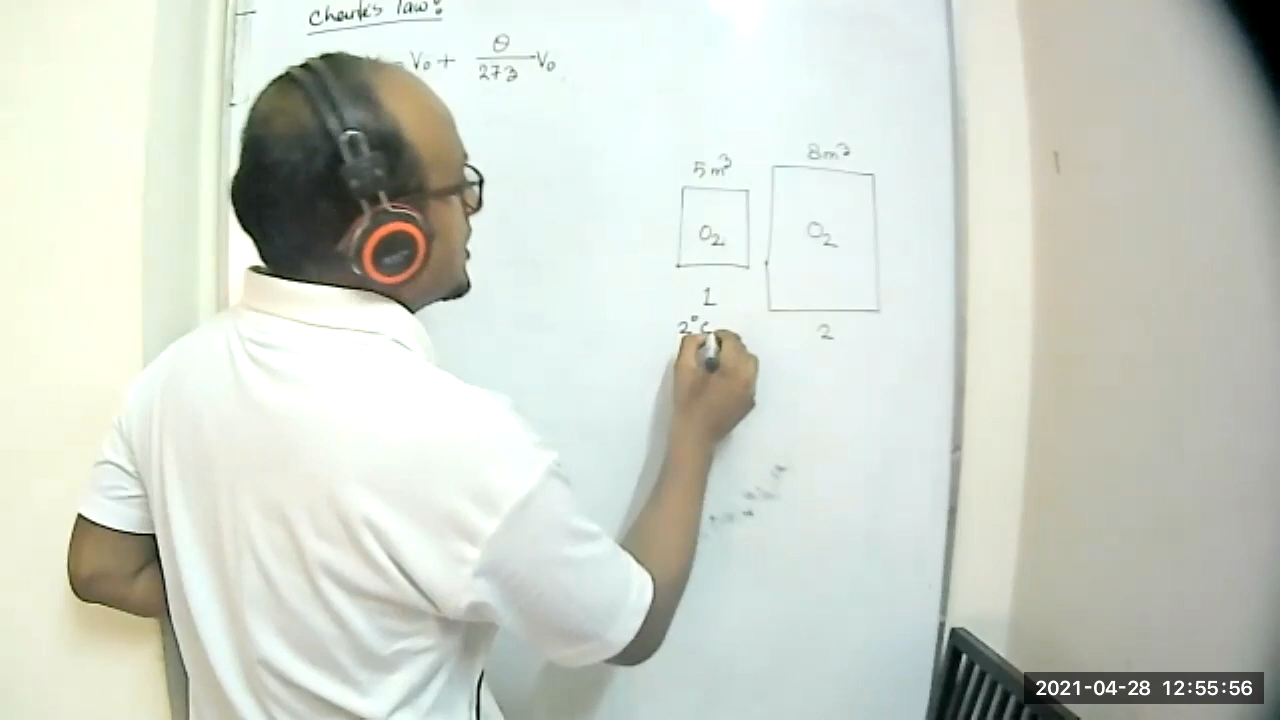 Charle's law:
V₀ + θ/273 V₀
5m³
8m³
O₂
O₂
1
2°C
2
2021-04-28 12:55:56